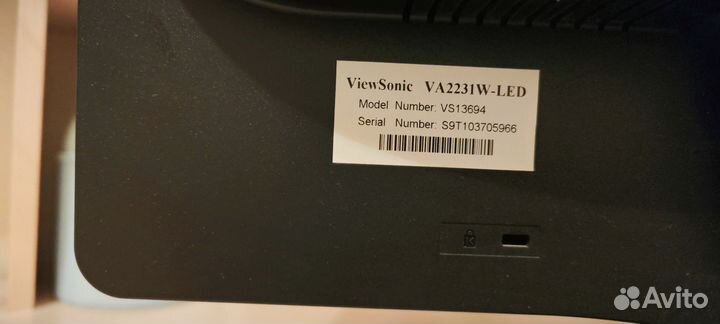 ViewSonic VA2231W-LED
Model Number: VS13694
Serial Number: S9T103705966
K
Avito